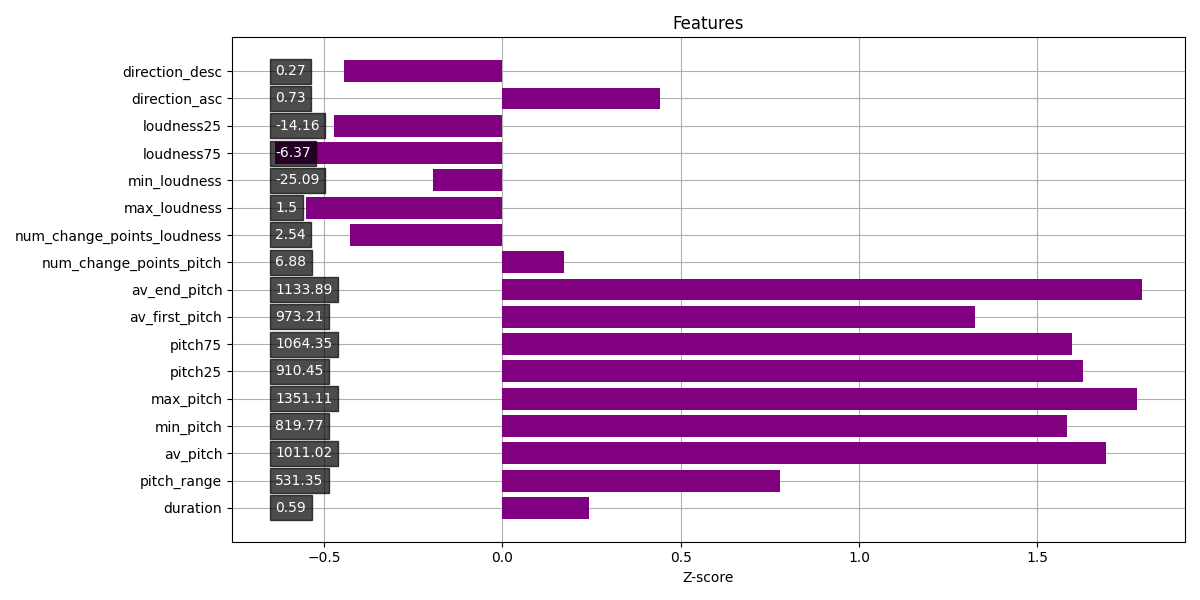 Features
direction_desc 0.27
direction_asc 0.73
loudness25 -14.16
loudness75 -6.37
min_loudness -25.09
max_loudness 1.5
num_change_points_loudness 2.54
num_change_points_pitch 6.88
av_end_pitch 1133.89
av_first_pitch 973.21
pitch75 1064.35
pitch25 910.45
max_pitch 1351.11
min_pitch 819.77
av_pitch 1011.02
pitch_range 531.35
duration 0.59
−0.5 0.0 0.5 1.0 1.5
Z-score